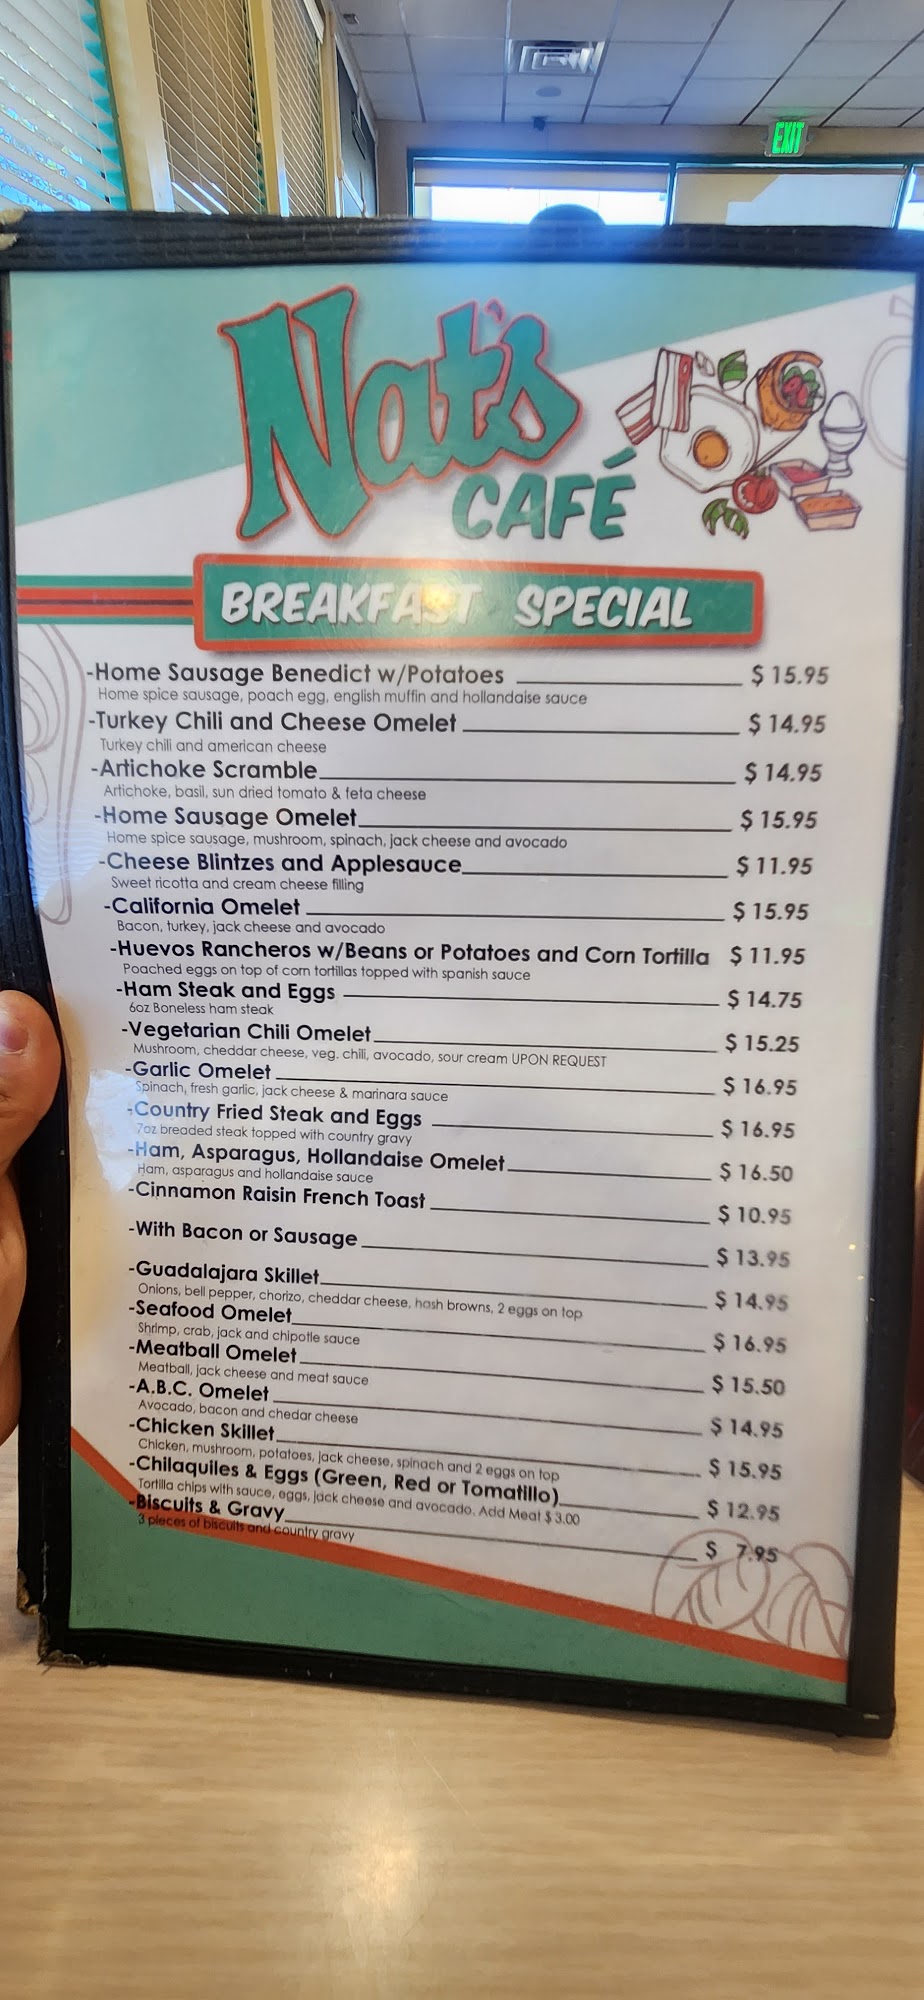 EXIT
Nat's
CAFÉ
BREAKFAST SPECIAL
-Home Sausage Benedict w/Potatoes $ 15.95
Home spice sausage, poach egg, english muffin and hollandaise sauce
-Turkey Chili and Cheese Omelet $ 14.95
Turkey chili and american cheese
-Artichoke Scramble $ 14.95
Artichoke, basil, sun dried tomato & feta cheese
-Home Sausage Omelet $ 15.95
Home spice sausage, mushroom, spinach, jack cheese and avocado
-Cheese Blintzes and Applesauce $ 11.95
Sweet ricotta and cream cheese filling
-California Omelet $ 15.95
Bacon, turkey, jack cheese and avocado
-Huevos Rancheros w/Beans or Potatoes and Corn Tortilla $ 11.95
Poached eggs on top of corn tortillas topped with spanish sauce
-Ham Steak and Eggs $ 14.75
6oz Boneless ham steak
-Vegetarian Chili Omelet $ 15.25
Mushroom, cheddar cheese, veg. chili, avocado, sour cream UPON REQUEST
-Garlic Omelet $ 16.95
Spinach, fresh garlic, jack cheese & marinara sauce
-Country Fried Steak and Eggs $ 16.95
7oz breaded steak topped with country gravy
-Ham, Asparagus, Hollandaise Omelet $ 16.50
Ham, asparagus and hollandaise sauce
-Cinnamon Raisin French Toast $ 10.95
-With Bacon or Sausage $ 13.95
-Guadalajara Skillet $ 14.95
Onions, bell pepper, chorizo, cheddar cheese, hash browns, 2 eggs on top
-Seafood Omelet $ 16.95
Shrimp, crab, jack and chipotle sauce
-Meatball Omelet $ 15.50
Meatball, jack cheese and meat sauce
-A.B.C. Omelet $ 14.95
Avocado, bacon and chedar cheese
-Chicken Skillet $ 15.95
Chicken, mushroom, potatoes, jack cheese, spinach and 2 eggs on top
-Chilaquiles & Eggs (Green, Red or Tomatillo) $ 12.95
Tortilla chips with sauce, eggs, jack cheese and avocado. Add Meat $ 3.00
-Biscuits & Gravy $ 7.95
3 pieces of biscuits and country gravy